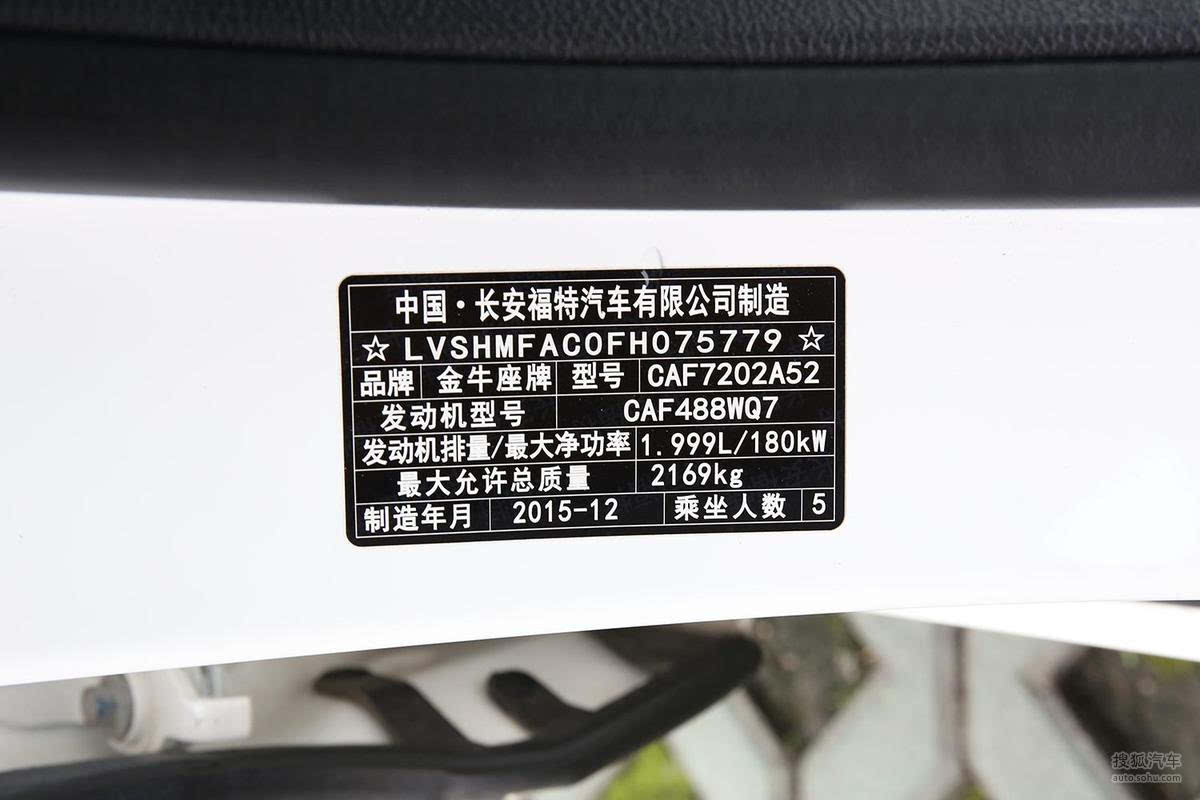 中国·长安福特汽车有限公司制造
☆ LVSHMFAC0FH075779 ☆
品牌 金牛座牌 型号 CAF7202A52
发动机型号 CAF488WQ7
发动机排量/最大净功率 1.999L/180kW
最大允许总质量 2169kg
制造年月 2015-12 乘坐人数 5
搜狐汽车
auto.sohu.com